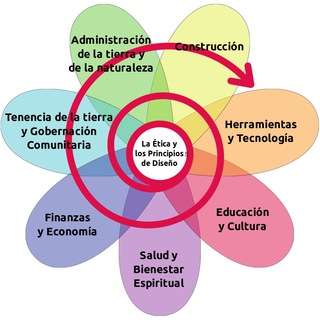 Administración
de la tierra y
de la naturaleza
Construcción
Herramientas
y Tecnología
Educación
y Cultura
Salud y
Bienestar
Espiritual
Finanzas
y Economía
Tenencia de la tierra
y Gobernación
Comunitaria
La Ética y
los Principios
de Diseño